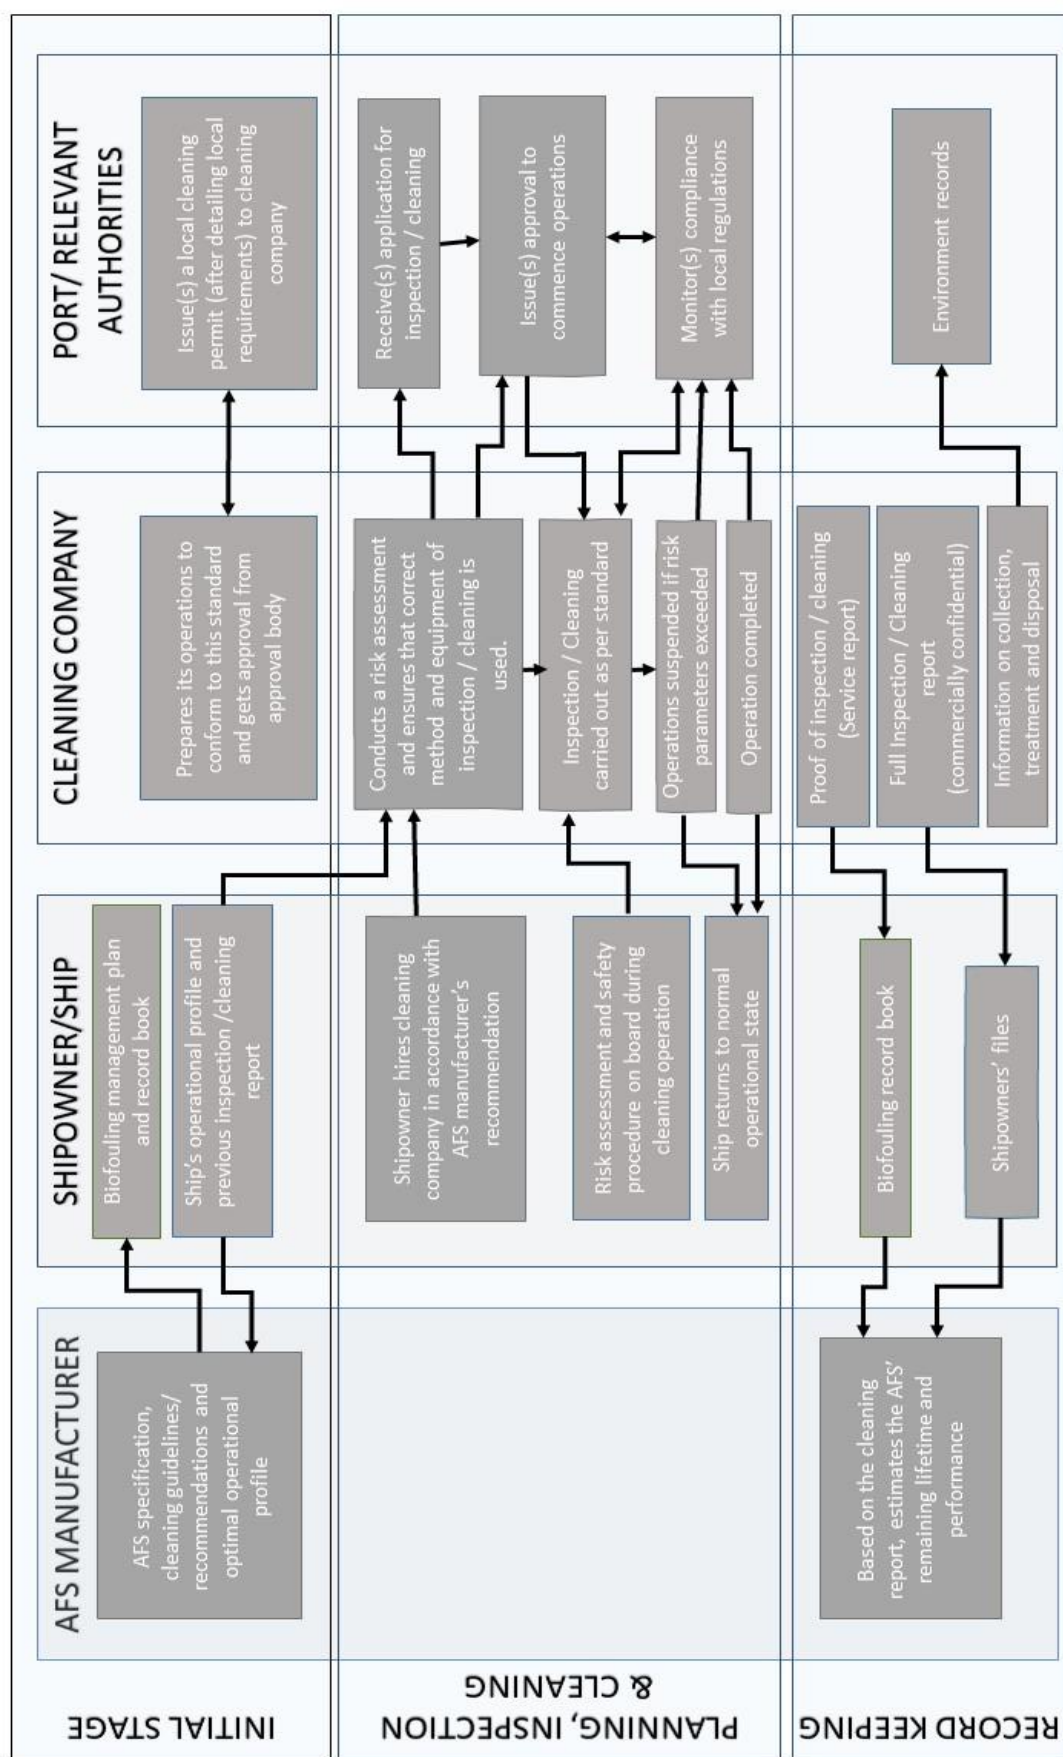 AFS MANUFACTURER
SHIPOWNER/SHIP
CLEANING COMPANY
PORT/ RELEVANT
AUTHORITIES
INITIAL STAGE
AFS specification,
cleaning guidelines/
recommendations and
optimal operational
profile
Biofouling management plan
and record book
Ship's operational profile and
previous inspection /cleaning
report
Prepares its operations to
conform to this standard
and gets approval from
approval body
Issue(s) a local cleaning
permit (after detailing local
requirements) to cleaning
company
PLANNING, INSPECTION
& CLEANING
Shipowner hires cleaning
company in accordance with
AFS manufacturer's
recommendation
Risk assessment and safety
procedure on board during
cleaning operation
Ship returns to normal
operational state
Conducts a risk assessment
and ensures that correct
method and equipment of
inspection / cleaning is
used.
Inspection / Cleaning
carried out as per standard
Operations suspended if risk
parameters exceeded
Operation completed
Receive(s) application for
inspection / cleaning
Issue(s) approval to
commence operations
Monitor(s) compliance
with local regulations
RECORD KEEPING
Based on the cleaning
report, estimates the AFS'
remaining lifetime and
performance
Biofouling record book
Shipowners' files
Proof of inspection / cleaning
(Service report)
Full Inspection / Cleaning
report
(commercially confidential)
Information on collection,
treatment and disposal
Environment records